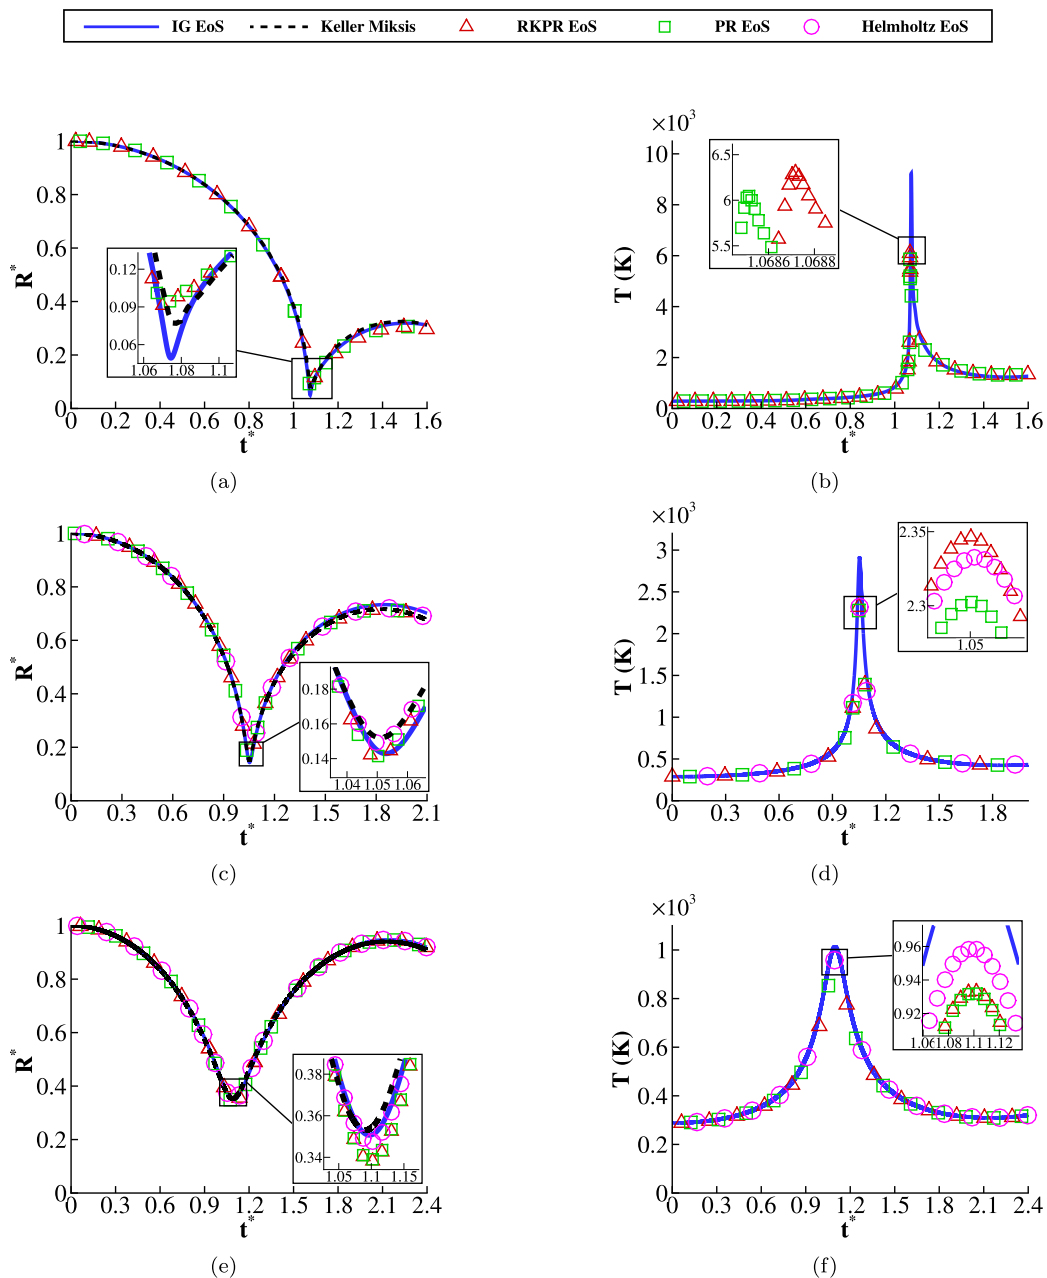 IG EoS Keller Miksis RKPR EoS PR EoS Helmholtz EoS
R*
1
0.8
0.6
0.4
0.2
0
0 0.2 0.4 0.6 0.8 1 1.2 1.4 1.6
t*
0.12
0.09
0.06
1.06 1.08 1.1
(a)
×10³
T (K)
10
8
6
4
2
0
0 0.2 0.4 0.6 0.8 1 1.2 1.4 1.6
t*
6.5
6
5.5
1.0686 1.0688
(b)
R*
1
0.8
0.6
0.4
0.2
0
0 0.3 0.6 0.9 1.2 1.5 1.8 2.1
t*
0.18
0.16
0.14
1.04 1.05 1.06
(c)
×10³
T (K)
3
2.5
2
1.5
1
0.5
0
0 0.3 0.6 0.9 1.2 1.5 1.8
t*
2.35
2.3
1.05
(d)
R*
1
0.8
0.6
0.4
0.2
0
0 0.3 0.6 0.9 1.2 1.5 1.8 2.1 2.4
t*
0.38
0.36
0.34
1.05 1.1 1.15
(e)
×10³
T (K)
1
0.8
0.6
0.4
0.2
0
0 0.3 0.6 0.9 1.2 1.5 1.8 2.1 2.4
t*
0.96
0.94
0.92
1.06 1.08 1.1 1.12
(f)